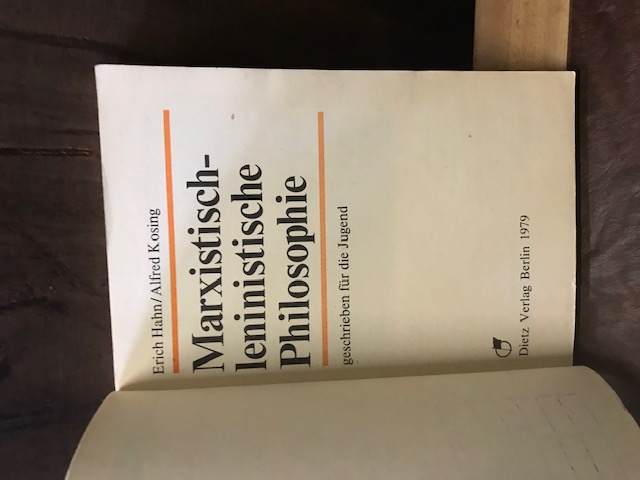 Erich Hahn/Alfred Kosing
Marxistisch-
leninistische
Philosophie
geschrieben für die Jugend
Dietz Verlag Berlin 1979